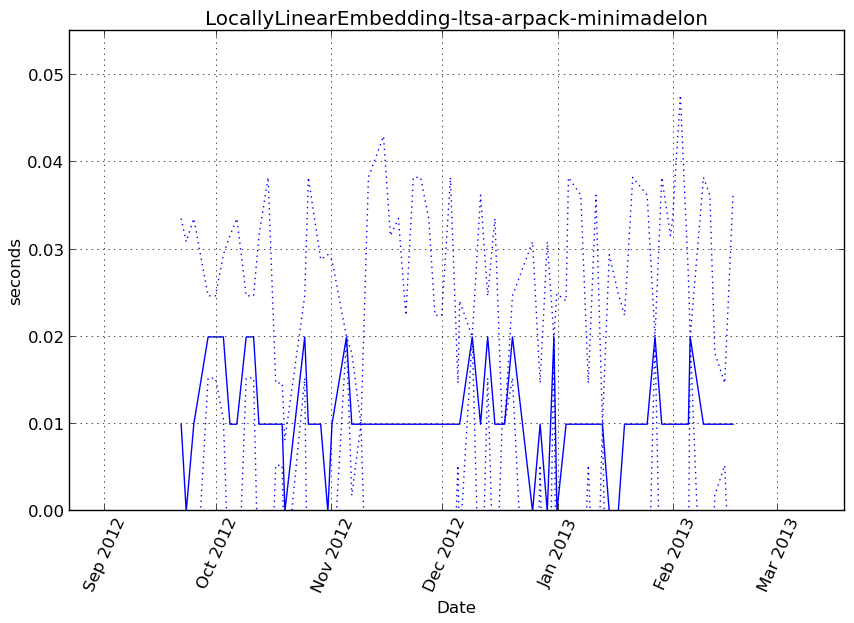 LocallyLinearEmbedding-ltsa-arpack-minimadelon
0.05
0.04
0.03
0.02
0.01
0.00
seconds
Sep 2012
Oct 2012
Nov 2012
Dec 2012
Jan 2013
Feb 2013
Mar 2013
Date